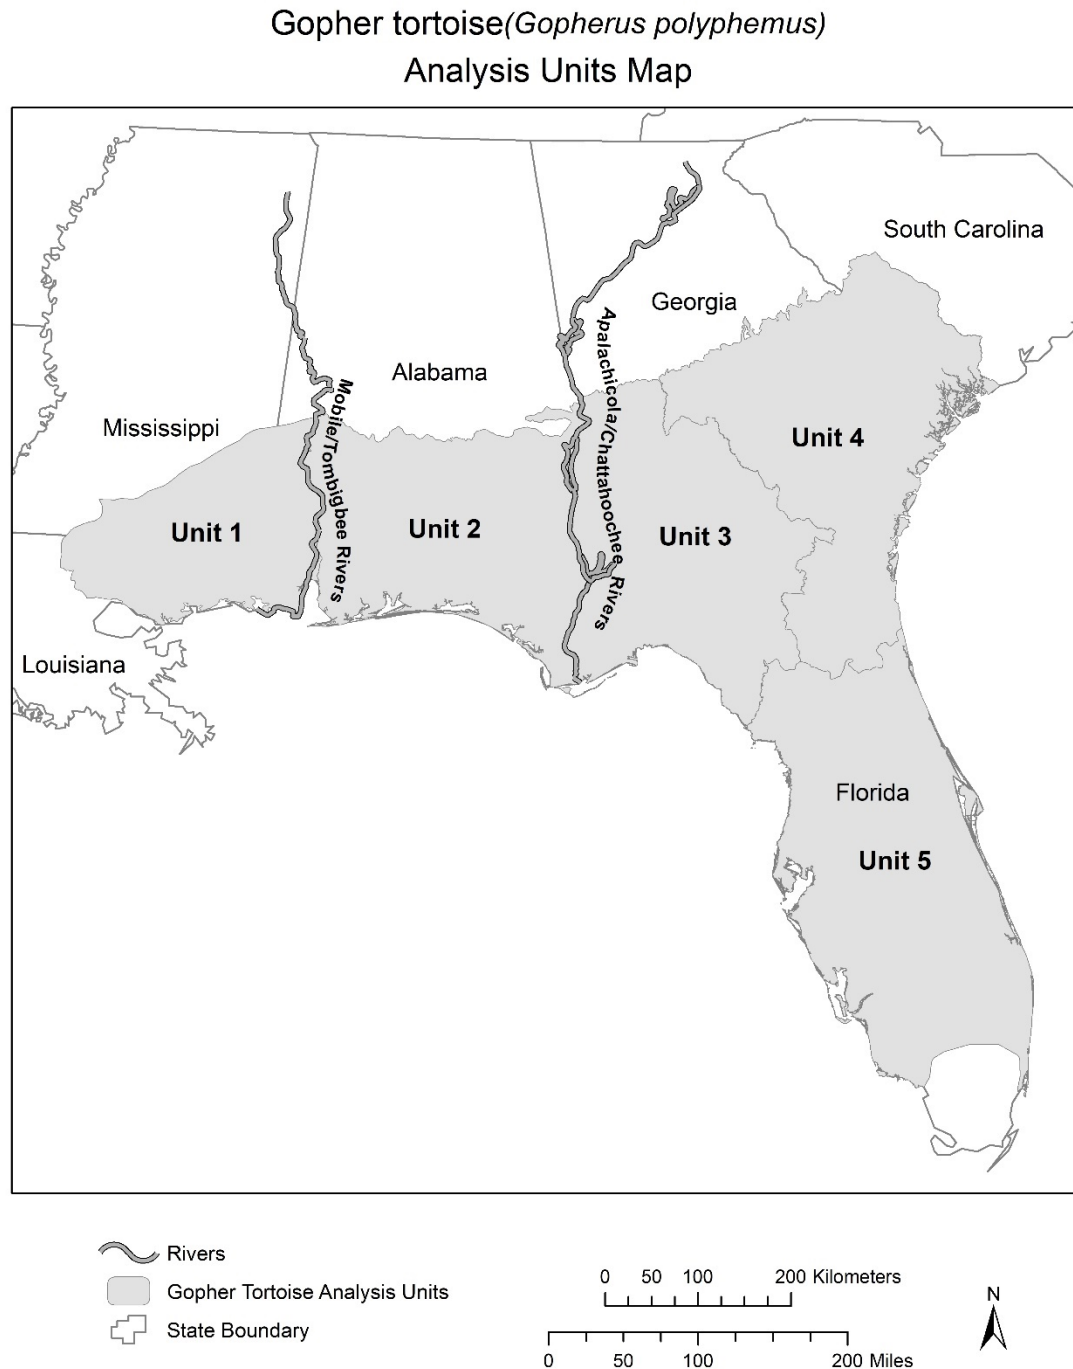 Gopher tortoise(Gopherus polyphemus)
Analysis Units Map
South Carolina
Georgia
Apalachicola/Chattahoochee Rivers
Alabama
Mobile/Tombigbee Rivers
Mississippi
Unit 4
Unit 1
Unit 2
Unit 3
Louisiana
Florida
Unit 5
Rivers
Gopher Tortoise Analysis Units
State Boundary
0 50 100 200 Kilometers
0 50 100 200 Miles
N